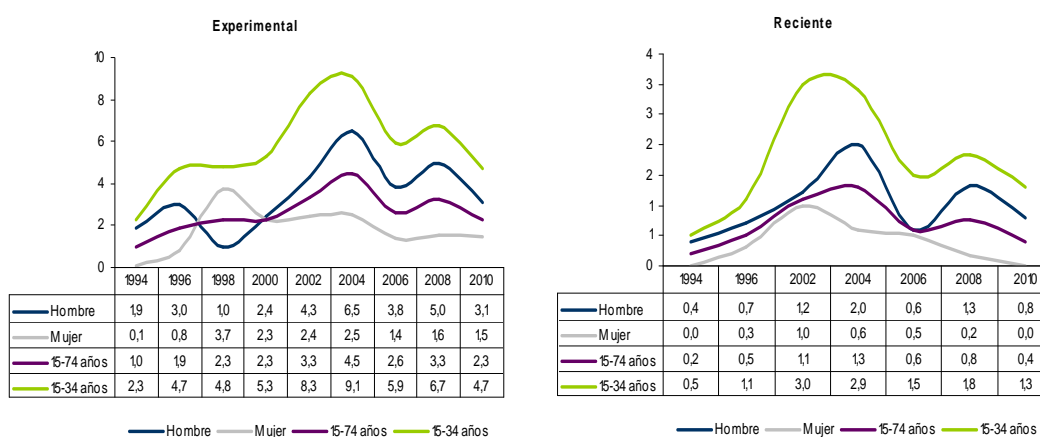 Experimental
10
8
6
4
2
0
1994 1996 1998 2000 2002 2004 2006 2008 2010
Hombre 1,9 3,0 1,0 2,4 4,3 6,5 3,8 5,0 3,1
Mujer 0,1 0,8 3,7 2,3 2,4 2,5 1,4 1,6 1,5
15-74 años 1,0 1,9 2,3 2,3 3,3 4,5 2,6 3,3 2,3
15-34 años 2,3 4,7 4,8 5,3 8,3 9,1 5,9 6,7 4,7
Hombre Mujer 15-74 años 15-34 años
Reciente
4
3
3
2
2
1
1
0
1994 1996 2002 2004 2006 2008 2010
Hombre 0,4 0,7 1,2 2,0 0,6 1,3 0,8
Mujer 0,0 0,3 1,0 0,6 0,5 0,2 0,0
15-74 años 0,2 0,5 1,1 1,3 0,6 0,8 0,4
15-34 años 0,5 1,1 3,0 2,9 1,5 1,8 1,3
Hombre Mujer 15-74 años 15-34 años